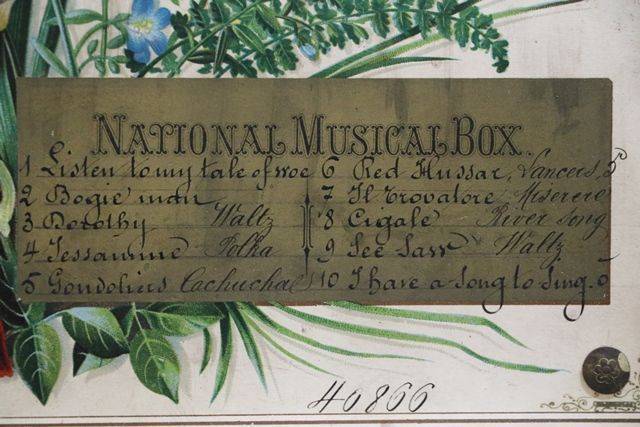 NATIONAL MUSICAL BOX.
1 Listen to my tale of woe
2 Bogie man
3 Dorothy Waltz
4 Jessamine Polka
5 Gondoliers Cachucha
6 Red Hussar, Lancers,
7 Il Trovatore Miserere
8 Cigale River Song
9 See Saw Waltz
10 I have a Song to Sing. O
40866